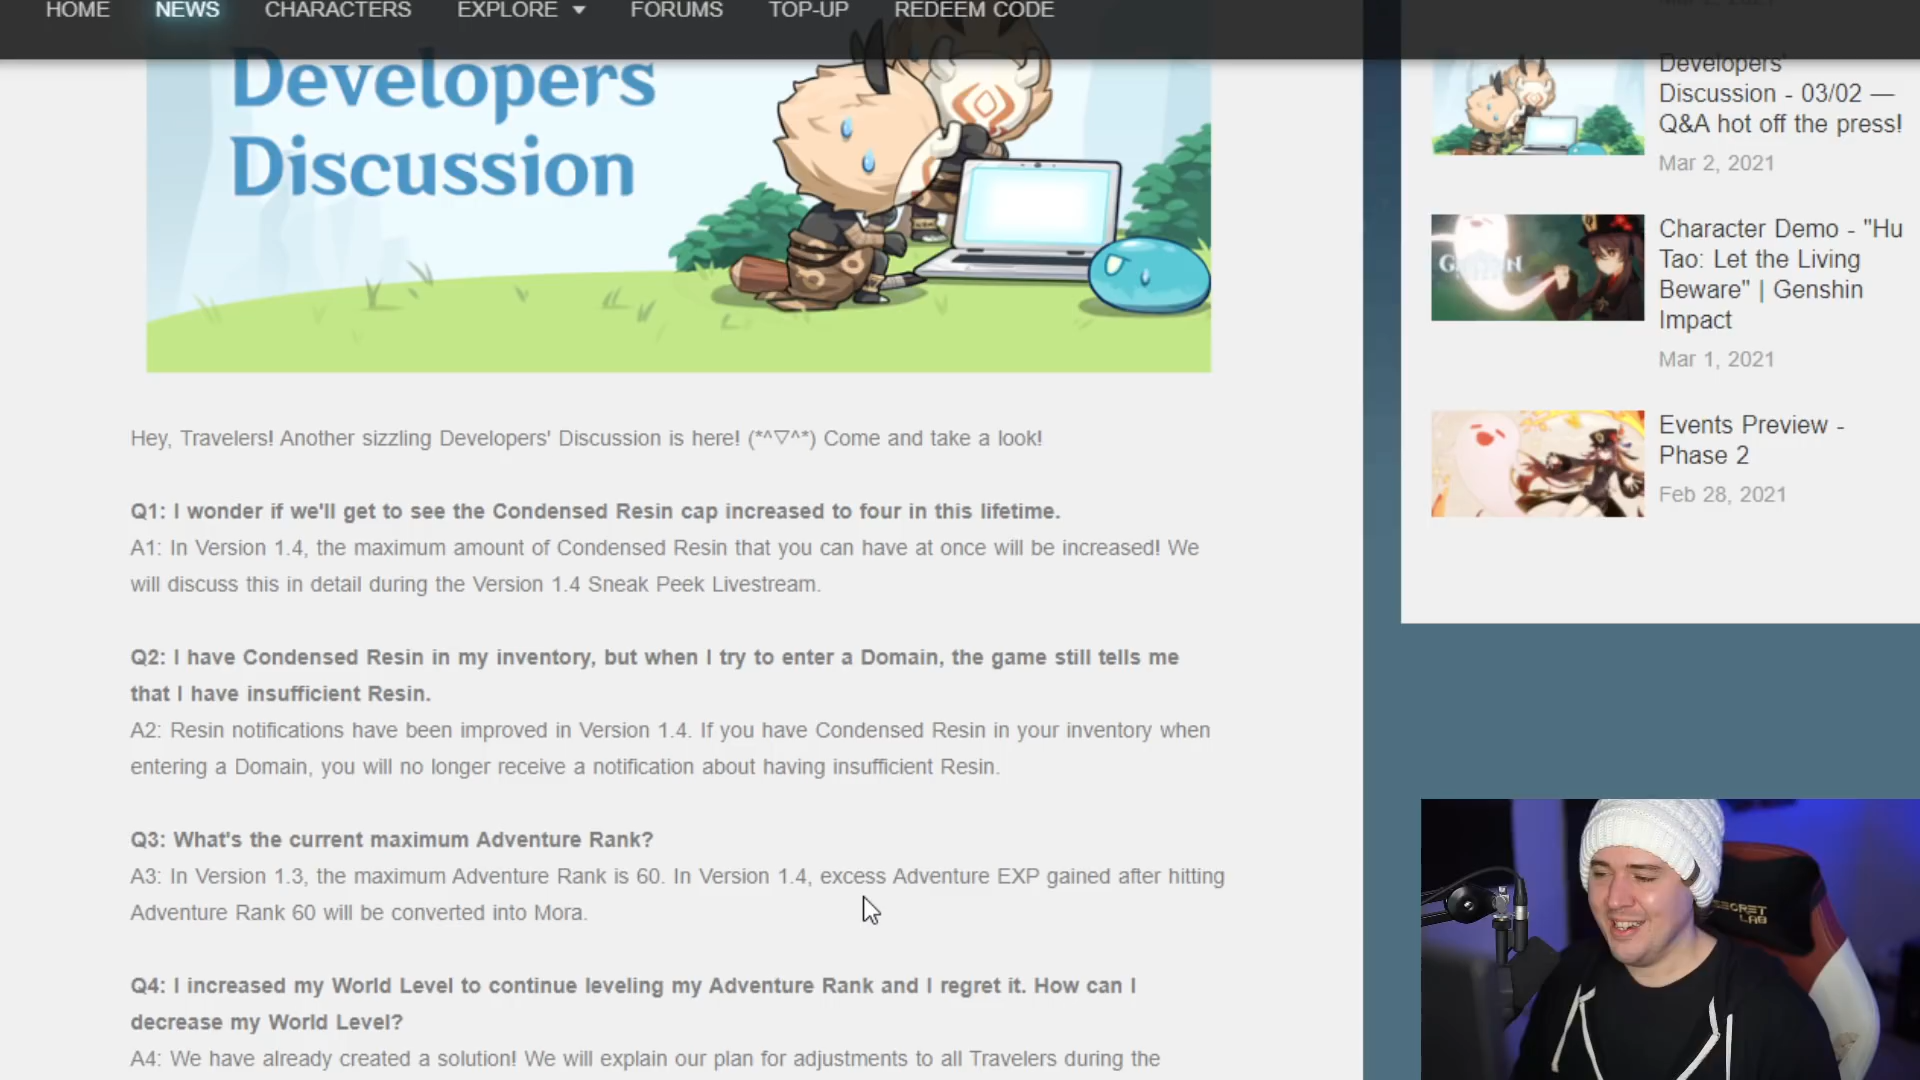 HOME NEWS CHARACTERS EXPLORE FORUMS TOP-UP REDEEM CODE
Developers
Discussion
Hey, Travelers! Another sizzling Developers' Discussion is here! (*^▽^*) Come and take a look!
Q1: I wonder if we'll get to see the Condensed Resin cap increased to four in this lifetime.
A1: In Version 1.4, the maximum amount of Condensed Resin that you can have at once will be increased! We
will discuss this in detail during the Version 1.4 Sneak Peek Livestream.
Q2: I have Condensed Resin in my inventory, but when I try to enter a Domain, the game still tells me
that I have insufficient Resin.
A2: Resin notifications have been improved in Version 1.4. If you have Condensed Resin in your inventory when
entering a Domain, you will no longer receive a notification about having insufficient Resin.
Q3: What's the current maximum Adventure Rank?
A3: In Version 1.3, the maximum Adventure Rank is 60. In Version 1.4, excess Adventure EXP gained after hitting
Adventure Rank 60 will be converted into Mora.
Q4: I increased my World Level to continue leveling my Adventure Rank and I regret it. How can I
decrease my World Level?
A4: We have already created a solution! We will explain our plan for adjustments to all Travelers during the
Developers'
Discussion - 03/02 —
Q&A hot off the press!
Mar 2, 2021
Character Demo - "Hu
Tao: Let the Living
Beware" | Genshin
Impact
Mar 1, 2021
Events Preview -
Phase 2
Feb 28, 2021
SECRET
LAB